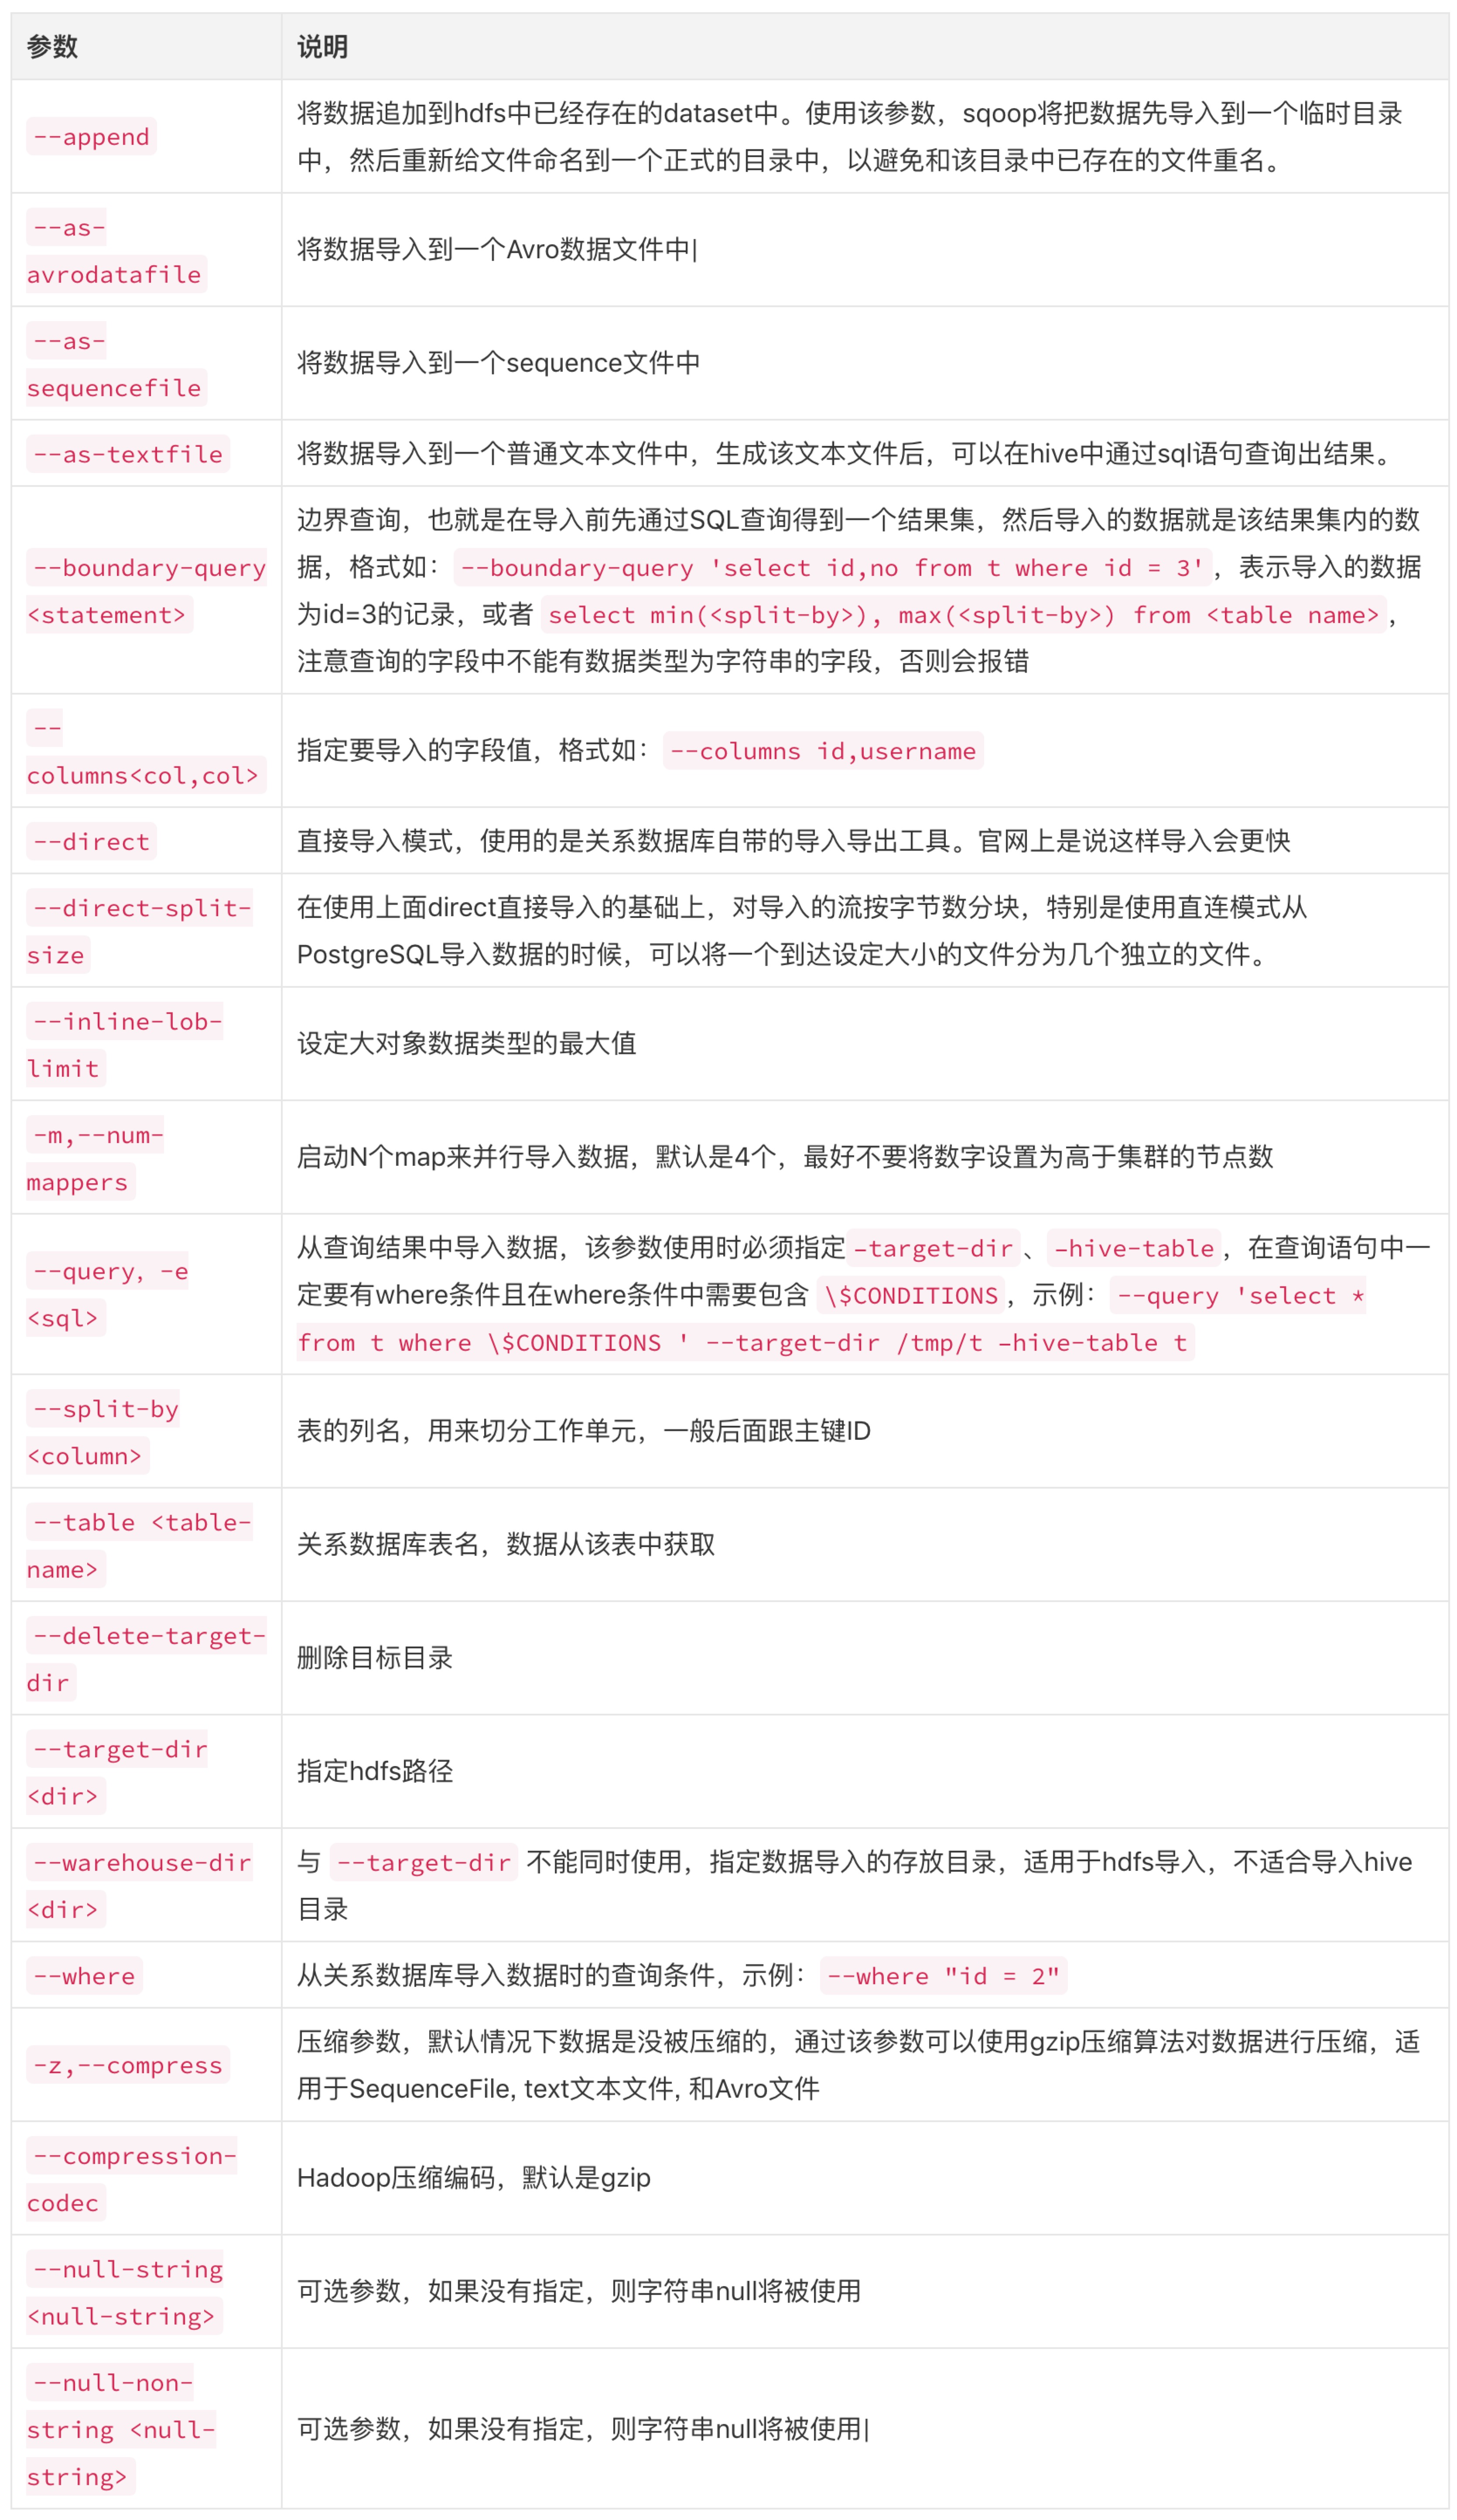 参数
说明
--append
将数据追加到hdfs中已经存在的dataset中。使用该参数，sqoop将把数据先导入到一个临时目录
中，然后重新给文件命名到一个正式的目录中，以避免和该目录中已存在的文件重名。
--as-
avrodatafile
将数据导入到一个Avro数据文件中|
--as-
sequencefile
将数据导入到一个sequence文件中
--as-textfile
将数据导入到一个普通文本文件中，生成该文本文件后，可以在hive中通过sql语句查询出结果。
--boundary-query
<statement>
边界查询，也就是在导入前先通过SQL查询得到一个结果集，然后导入的数据就是该结果集内的数
据，格式如：--boundary-query 'select id,no from t where id = 3'，表示导入的数据
为id=3的记录，或者 select min(<split-by>), max(<split-by>) from <table name>，
注意查询的字段中不能有数据类型为字符串的字段，否则会报错
--
columns<col,col>
指定要导入的字段值，格式如：--columns id,username
--direct
直接导入模式，使用的是关系数据库自带的导入导出工具。官网上是说这样导入会更快
--direct-split-
size
在使用上面direct直接导入的基础上，对导入的流按字节数分块，特别是使用直连模式从
PostgreSQL导入数据的时候，可以将一个到达设定大小的文件分为几个独立的文件。
--inline-lob-
limit
设定大对象数据类型的最大值
-m,--num-
mappers
启动N个map来并行导入数据，默认是4个，最好不要将数字设置为高于集群的节点数
--query，-e
<sql>
从查询结果中导入数据，该参数使用时必须指定–target-dir、–hive-table，在查询语句中一
定要有where条件且在where条件中需要包含 \$CONDITIONS，示例：--query 'select *
from t where \$CONDITIONS ' --target-dir /tmp/t –hive-table t
--split-by
<column>
表的列名，用来切分工作单元，一般后面跟主键ID
--table <table-
name>
关系数据库表名，数据从该表中获取
--delete-target-
dir
删除目标目录
--target-dir
<dir>
指定hdfs路径
--warehouse-dir
<dir>
与 --target-dir 不能同时使用，指定数据导入的存放目录，适用于hdfs导入，不适合导入hive
目录
--where
从关系数据库导入数据时的查询条件，示例：--where "id = 2"
-z,--compress
压缩参数，默认情况下数据是没被压缩的，通过该参数可以使用gzip压缩算法对数据进行压缩，适
用于SequenceFile, text文本文件, 和Avro文件
--compression-
codec
Hadoop压缩编码，默认是gzip
--null-string
<null-string>
可选参数，如果没有指定，则字符串null将被使用
--null-non-
string <null-
string>
可选参数，如果没有指定，则字符串null将被使用|